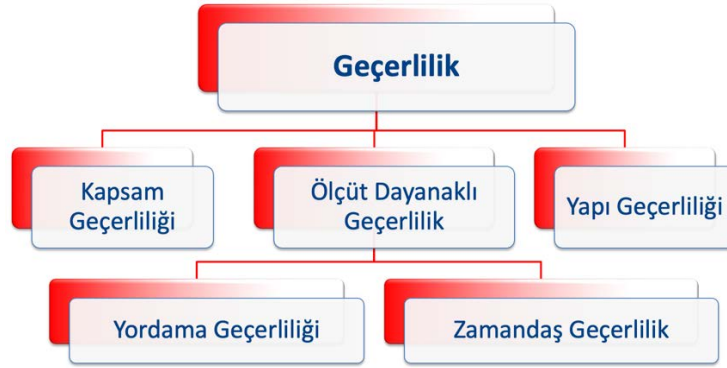 Geçerlilik
Kapsam
Geçerliliği
Ölçüt Dayanaklı
Geçerlilik
Yapı Geçerliliği
Yordama Geçerliliği
Zamandaş Geçerlilik